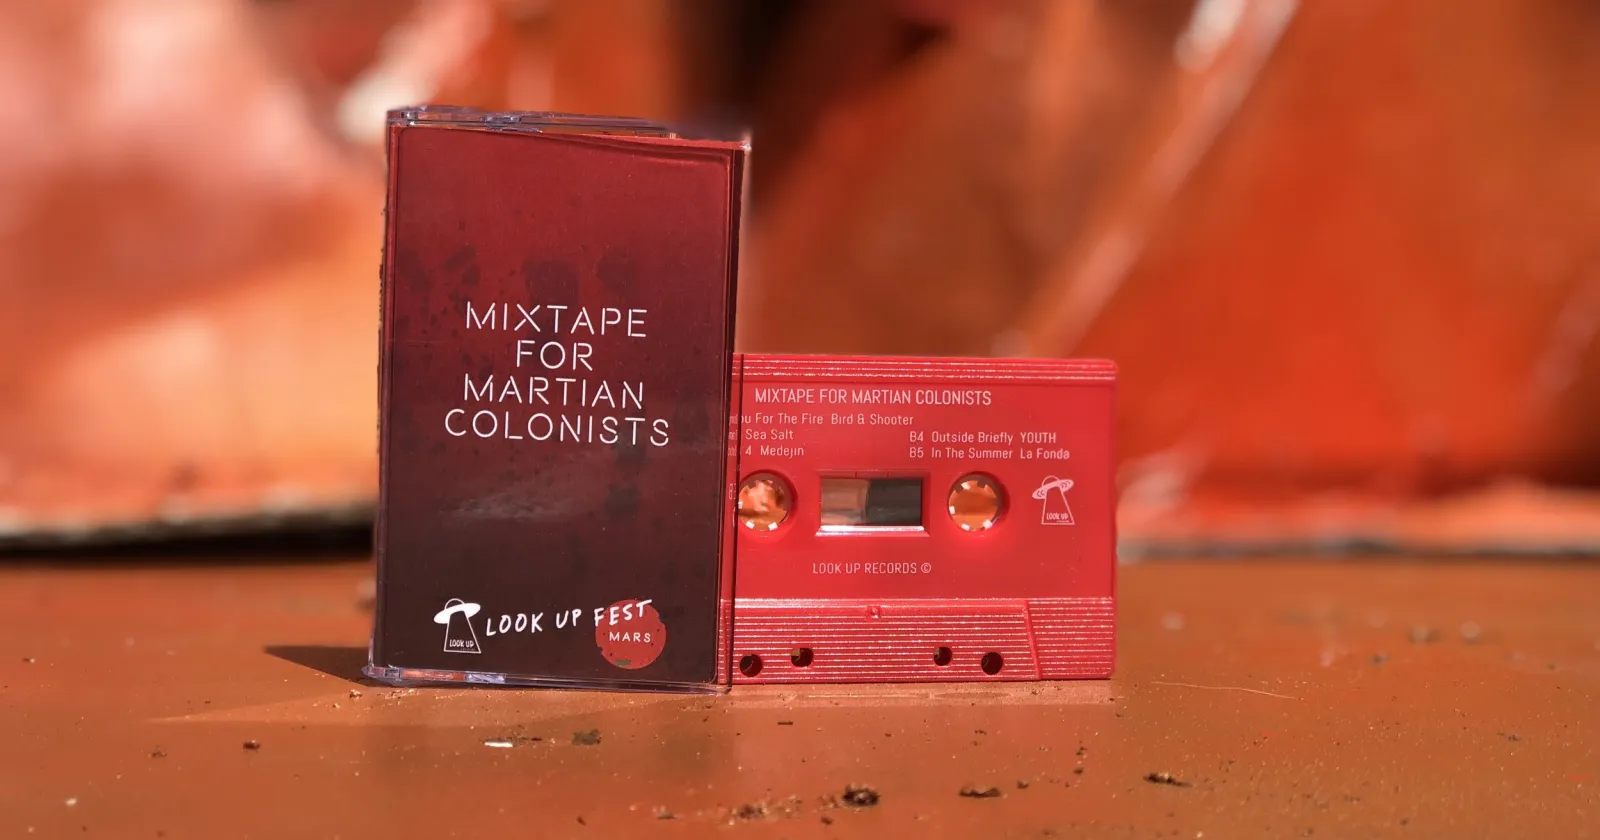 MIXTAPE
FOR
MARTIAN
COLONISTS
LOOK UP
LOOK UP FEST
MARS
MIXTAPE FOR MARTIAN COLONISTS
For The Fire Bird & Shooter
Sea Salt
4 Medejin
B4 Outside Briefly YOUTH
B5 In The Summer La Fonda
LOOK UP
LOOK UP RECORDS ©